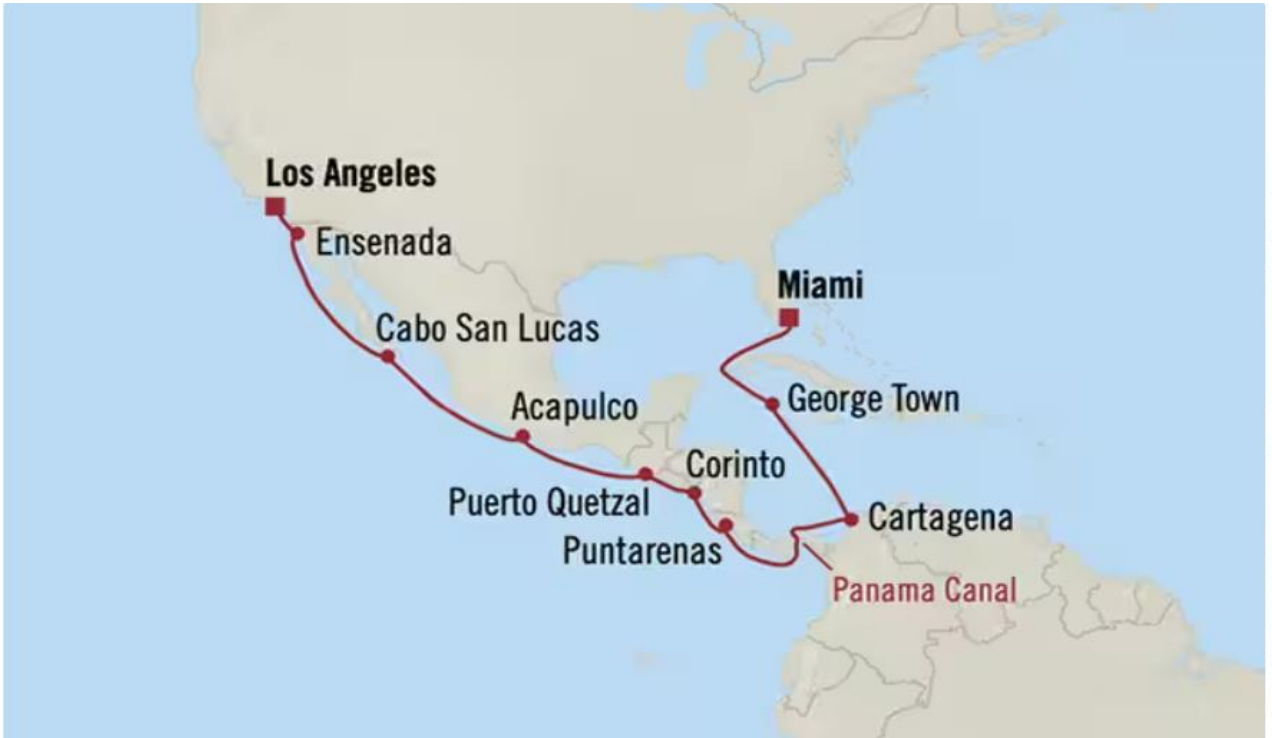 Los Angeles
Ensenada
Miami
Cabo San Lucas
George Town
Acapulco
Corinto
Puerto Quetzal
Cartagena
Puntarenas
Panama Canal